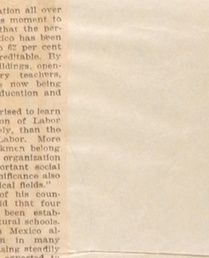 ation all over
s moment to
that the per-
ico has been
62 per cent
reditable. By
ildings, open-
ry teachers,
now being
ducation and
rised to learn
on of Labor
ely, than the
Labor. More
kmen belong
organization
ortant social
nificance also
ical fields."
of his coun-
id that four
been estab-
tural schools.
Mexico al-
n in many
sing steadily